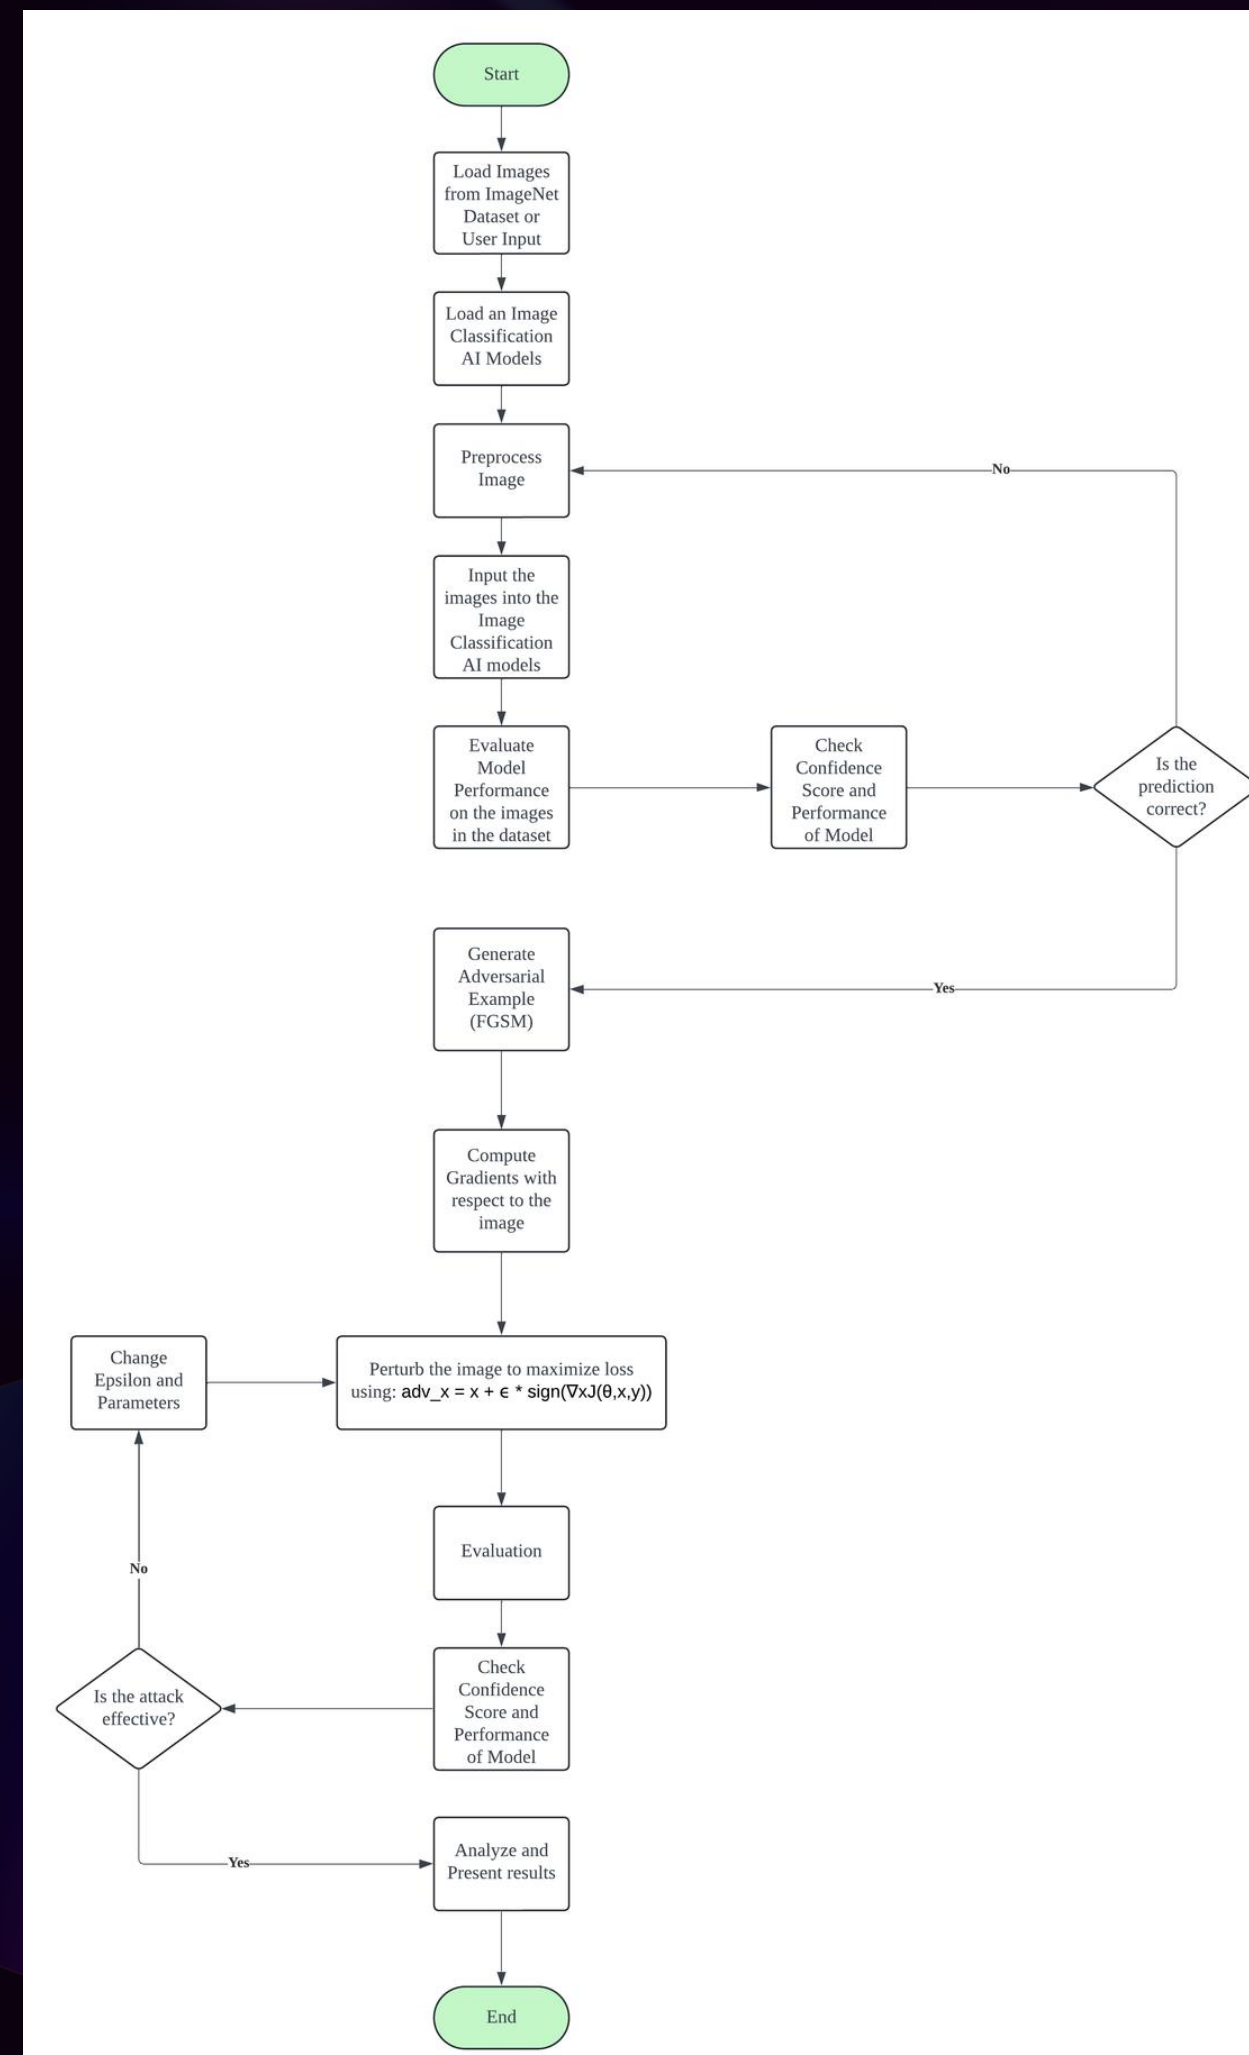 Start
Load Images
from ImageNet
Dataset or
User Input
Load an Image
Classification
AI Models
Preprocess
Image
No
Input the
images into the
Image
Classification
AI models
Evaluate
Model
Performance
on the images
in the dataset
Check
Confidence
Score and
Performance
of Model
Is the
prediction
correct?
Generate
Adversarial
Example
(FGSM)
Yes
Compute
Gradients with
respect to the
image
Change
Epsilon and
Parameters
Perturb the image to maximize loss
using: adv_x = x + ϵ * sign(∇xJ(θ,x,y))
Evaluation
No
Check
Confidence
Score and
Performance
of Model
Is the attack
effective?
Yes
Analyze and
Present results
End